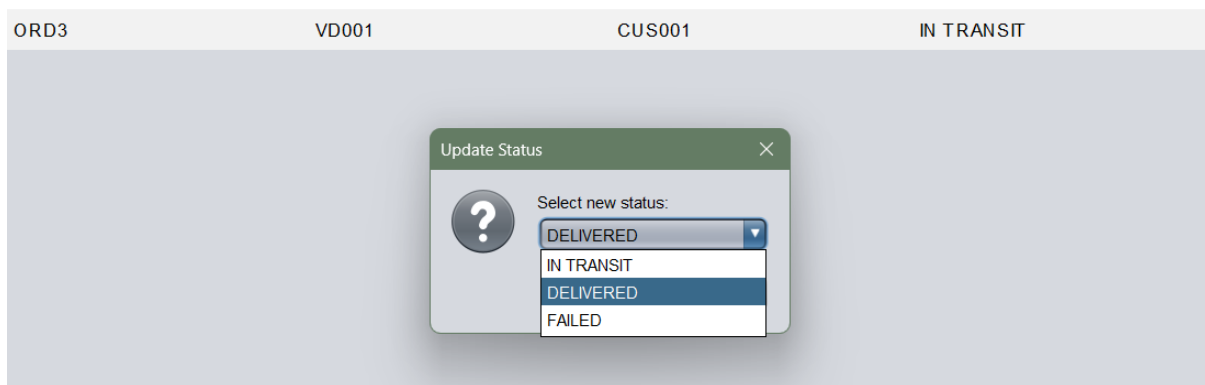 ORD3 VD001 CUS001 IN TRANSIT
Update Status
Select new status:
DELIVERED
IN TRANSIT
DELIVERED
FAILED